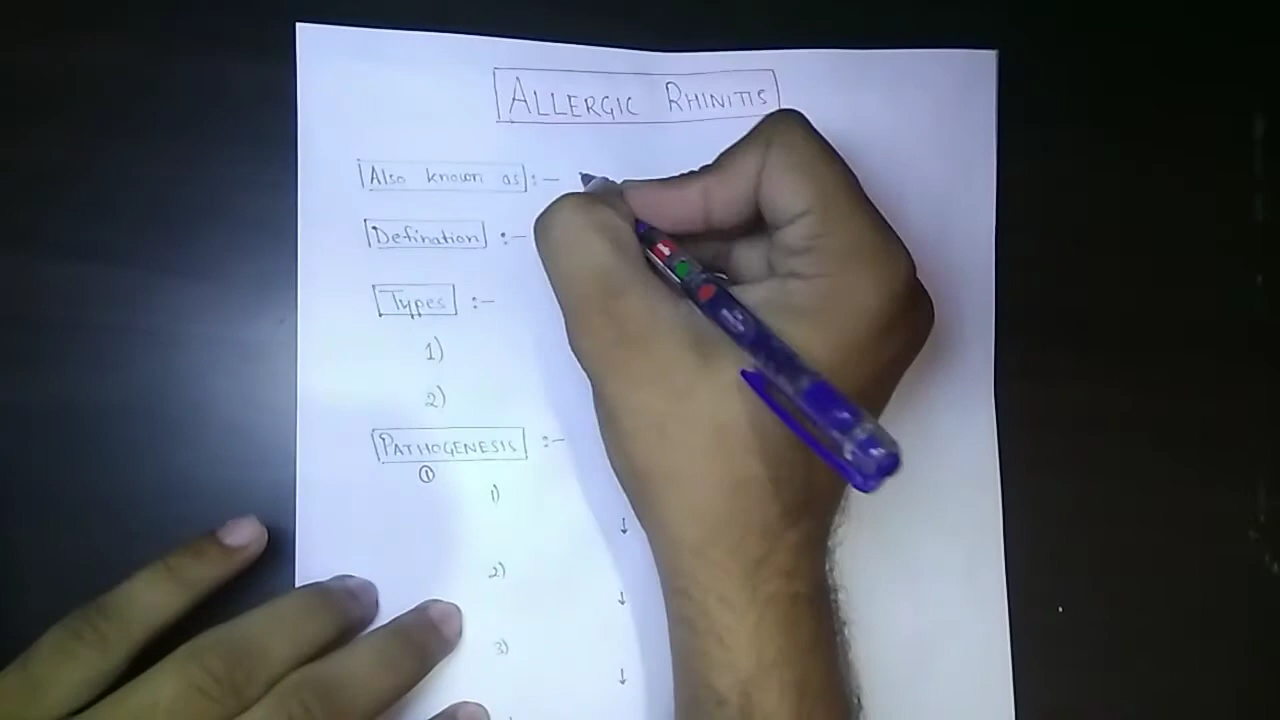 ALLERGIC RHINITIS
Also known as :-
Defination :-
Types :-
1)
2)
PATHOGENESIS :-
①
1)
↓
2)
↓
3)
↓